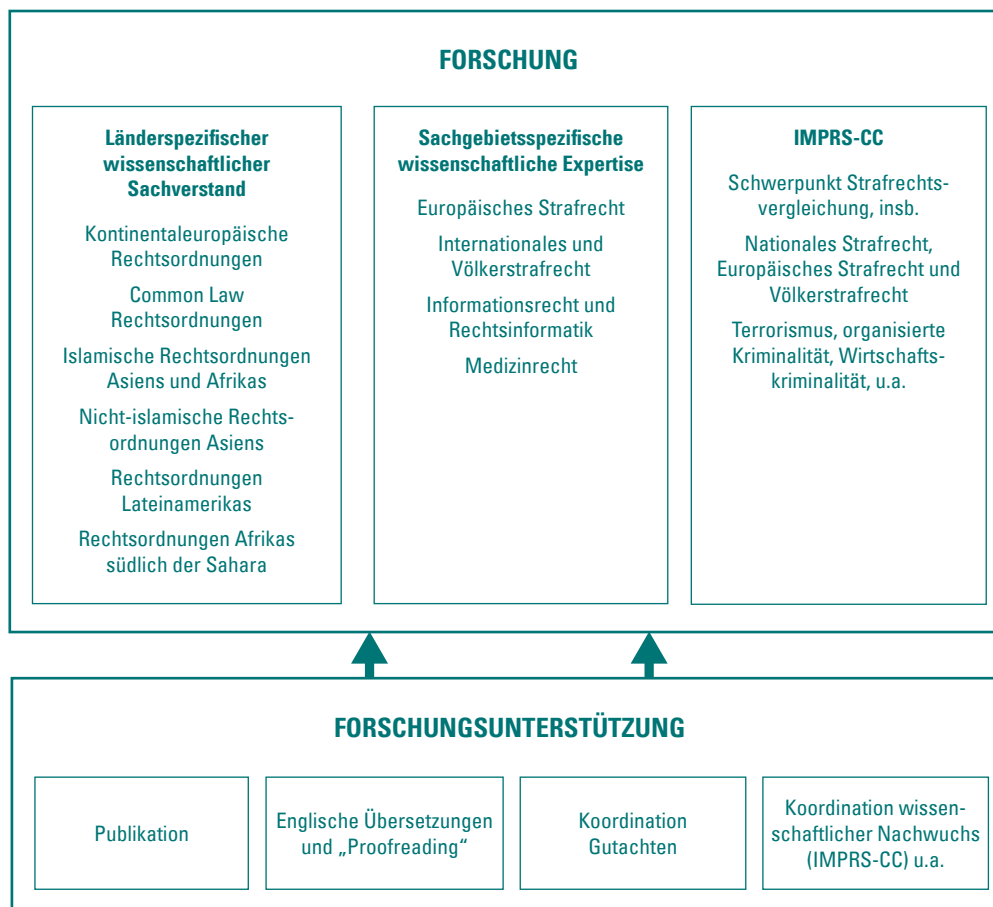 FORSCHUNG
Länderspezifischer
wissenschaftlicher
Sachverstand
Kontinentaleuropäische
Rechtsordnungen
Common Law
Rechtsordnungen
Islamische Rechtsordnungen
Asiens und Afrikas
Nicht-islamische Rechts-
ordnungen Asiens
Rechtsordnungen
Lateinamerikas
Rechtsordnungen Afrikas
südlich der Sahara
Sachgebietsspezifische
wissenschaftliche Expertise
Europäisches Strafrecht
Internationales und
Völkerstrafrecht
Informationsrecht und
Rechtsinformatik
Medizinrecht
IMPRS-CC
Schwerpunkt Strafrechts-
vergleichung, insb.
Nationales Strafrecht,
Europäisches Strafrecht und
Völkerstrafrecht
Terrorismus, organisierte
Kriminalität, Wirtschafts-
kriminalität, u.a.
FORSCHUNGSUNTERSTÜTZUNG
Publikation
Englische Übersetzungen
und „Proofreading“
Koordination
Gutachten
Koordination wissen-
schaftlicher Nachwuchs
(IMPRS-CC) u.a.